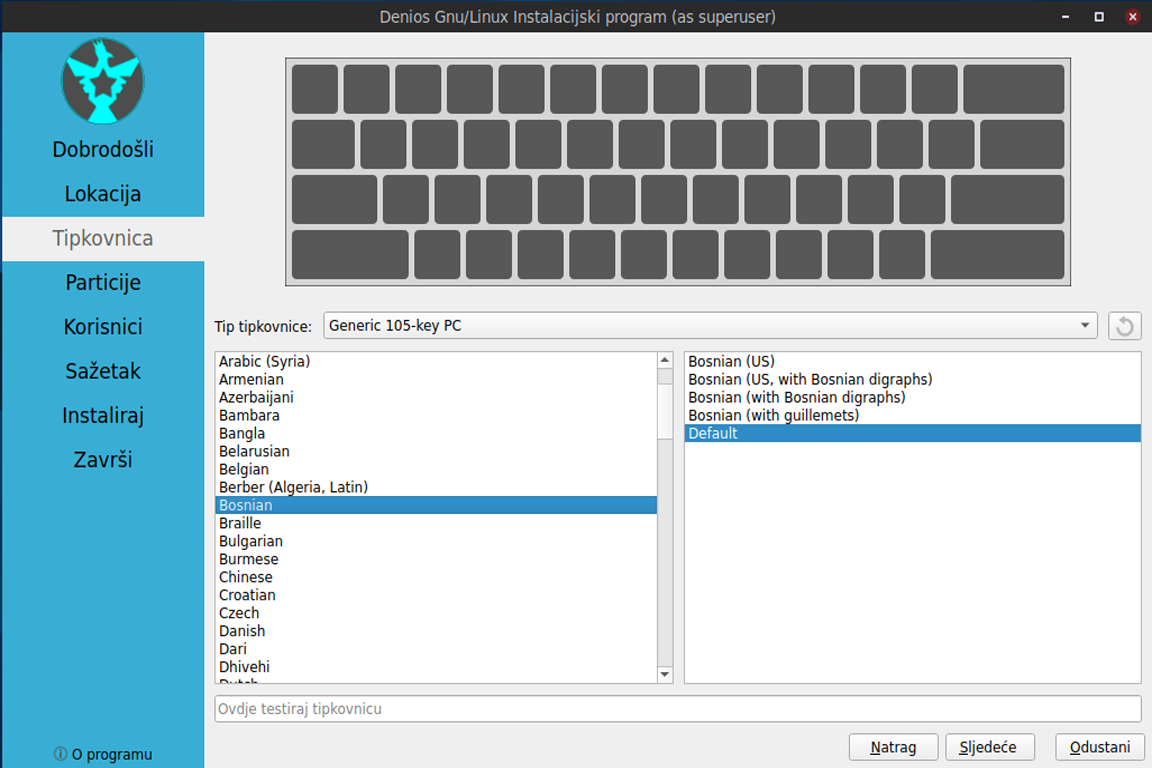 Denios Gnu/Linux Instalacijski program (as superuser)
Dobrodošli
Lokacija
Tipkovnica
Particije
Korisnici
Sažetak
Instaliraj
Završi
O programu
Tip tipkovnice: Generic 105-key PC
Arabic (Syria)
Armenian
Azerbaijani
Bambara
Bangla
Belarusian
Belgian
Berber (Algeria, Latin)
Bosnian
Braille
Bulgarian
Burmese
Chinese
Croatian
Czech
Danish
Dari
Dhivehi
Dutch
Bosnian (US)
Bosnian (US, with Bosnian digraphs)
Bosnian (with Bosnian digraphs)
Bosnian (with guillemets)
Default
Ovdje testiraj tipkovnicu
Natrag Sljedeće Odustani